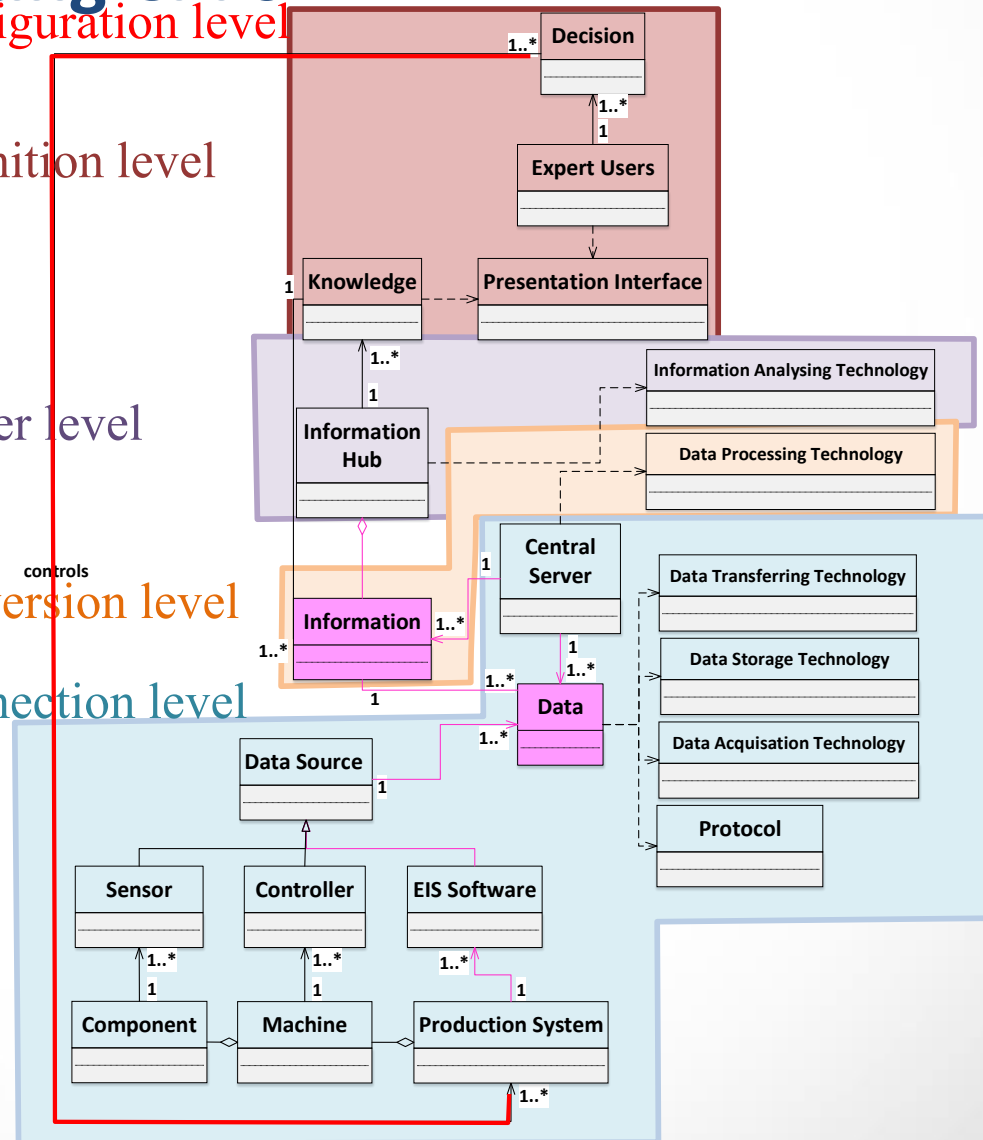 iguration level
1..*
Decision
1..*
1
nition level
Expert Users
1
Knowledge
Presentation Interface
1..*
1
Information Analysing Technology
er level
Information
Hub
Data Processing Technology
Central
Server
controls
1
Data Transferring Technology
version level
Information
1..*
1..*
1
1..*
Data Storage Technology
nection level
1
1..*
Data
1..*
Data Acquisation Technology
Data Source
1
Protocol
Sensor
Controller
EIS Software
1..*
1..*
1..*
1
1
1
Component
Machine
Production System
1..*